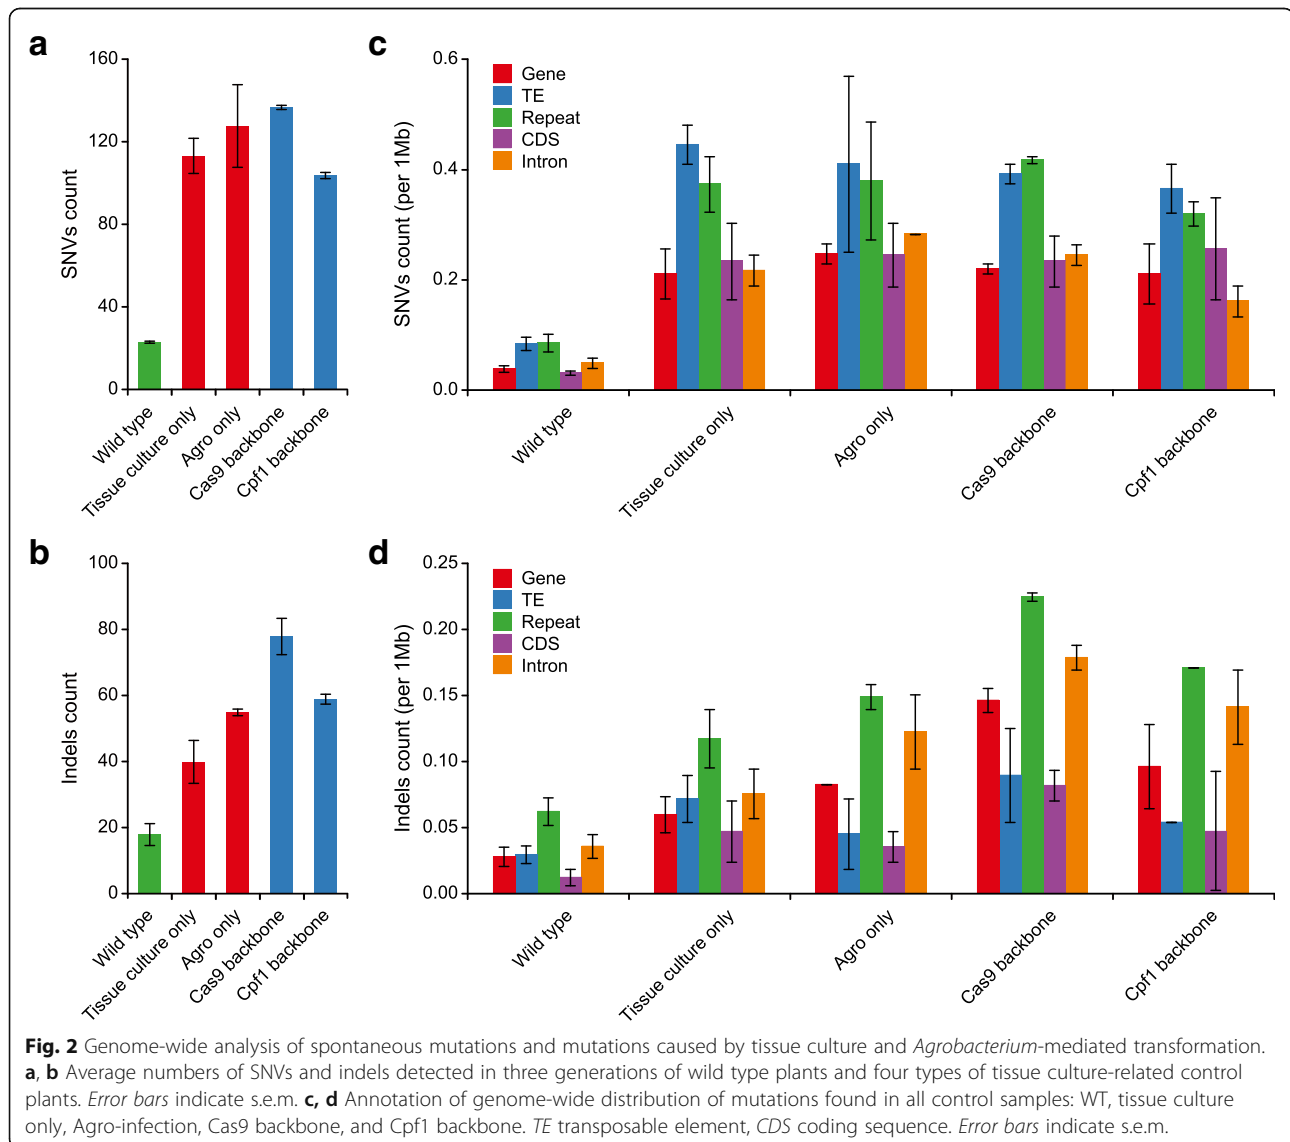 a
160
120
80
40
0
SNVs count
Wild type
Tissue culture only
Agro only
Cas9 backbone
Cpf1 backbone
c
0.6
0.4
0.2
0.0
SNVs count (per 1Mb)
Gene
TE
Repeat
CDS
Intron
Wild type
Tissue culture only
Agro only
Cas9 backbone
Cpf1 backbone
b
100
80
60
40
20
0
Indels count
Wild type
Tissue culture only
Agro only
Cas9 backbone
Cpf1 backbone
d
0.25
0.20
0.15
0.10
0.05
0.00
Indels count (per 1Mb)
Gene
TE
Repeat
CDS
Intron
Wild type
Tissue culture only
Agro only
Cas9 backbone
Cpf1 backbone
Fig. 2 Genome-wide analysis of spontaneous mutations and mutations caused by tissue culture and Agrobacterium-mediated transformation.
a, b Average numbers of SNVs and indels detected in three generations of wild type plants and four types of tissue culture-related control
plants. Error bars indicate s.e.m. c, d Annotation of genome-wide distribution of mutations found in all control samples: WT, tissue culture
only, Agro-infection, Cas9 backbone, and Cpf1 backbone. TE transposable element, CDS coding sequence. Error bars indicate s.e.m.